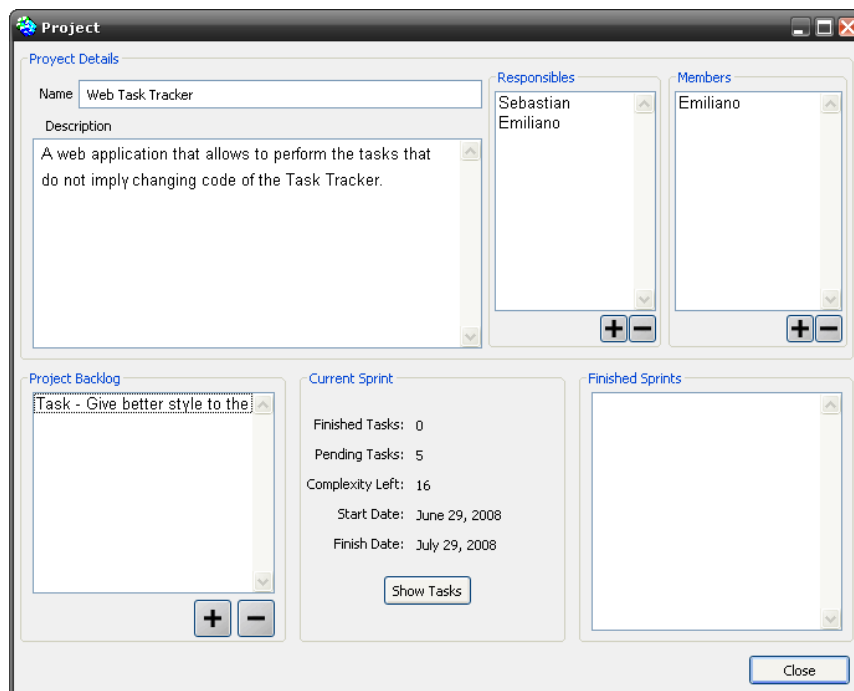 Project
Proyect Details
Name Web Task Tracker
Description
A web application that allows to perform the tasks that
do not imply changing code of the Task Tracker.
Responsibles
Sebastian
Emiliano
Members
Emiliano
Project Backlog
Task - Give better style to the
Current Sprint
Finished Tasks: 0
Pending Tasks: 5
Complexity Left: 16
Start Date: June 29, 2008
Finish Date: July 29, 2008
Show Tasks
Finished Sprints
Close